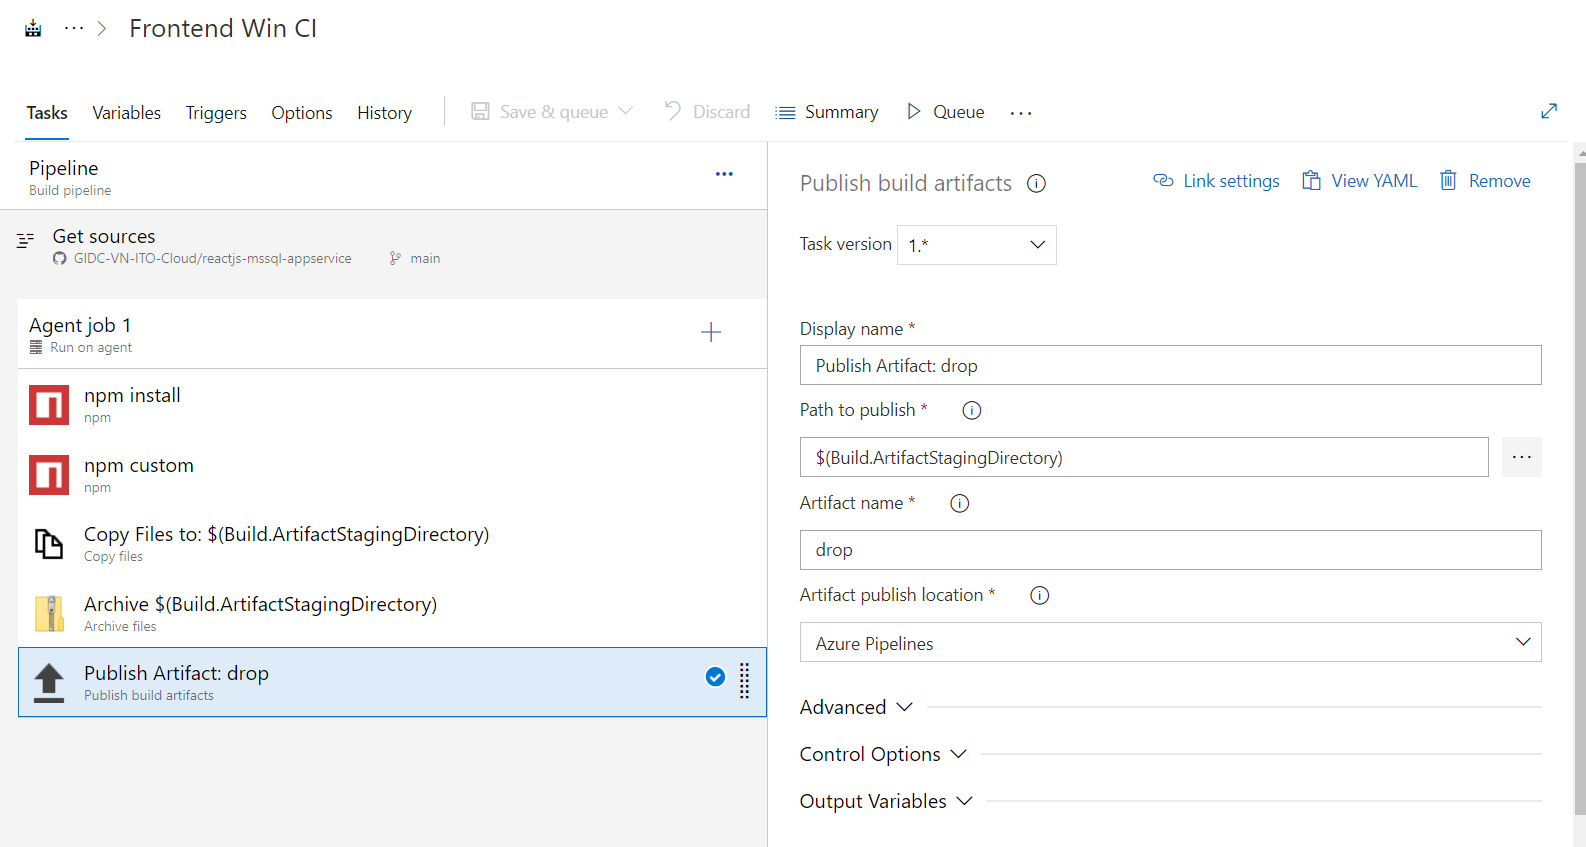 ··· > Frontend Win CI
Tasks Variables Triggers Options History Save & queue Discard Summary Queue ···
Pipeline
Build pipeline
Get sources
GIDC-VN-ITO-Cloud/reactjs-mssql-appservice main
Agent job 1
Run on agent
npm install
npm
npm custom
npm
Copy Files to: $(Build.ArtifactStagingDirectory)
Copy files
Archive $(Build.ArtifactStagingDirectory)
Archive files
Publish Artifact: drop
Publish build artifacts
Publish build artifacts Link settings View YAML Remove
Task version 1.*
Display name *
Publish Artifact: drop
Path to publish *
$(Build.ArtifactStagingDirectory)
Artifact name *
drop
Artifact publish location *
Azure Pipelines
Advanced
Control Options
Output Variables